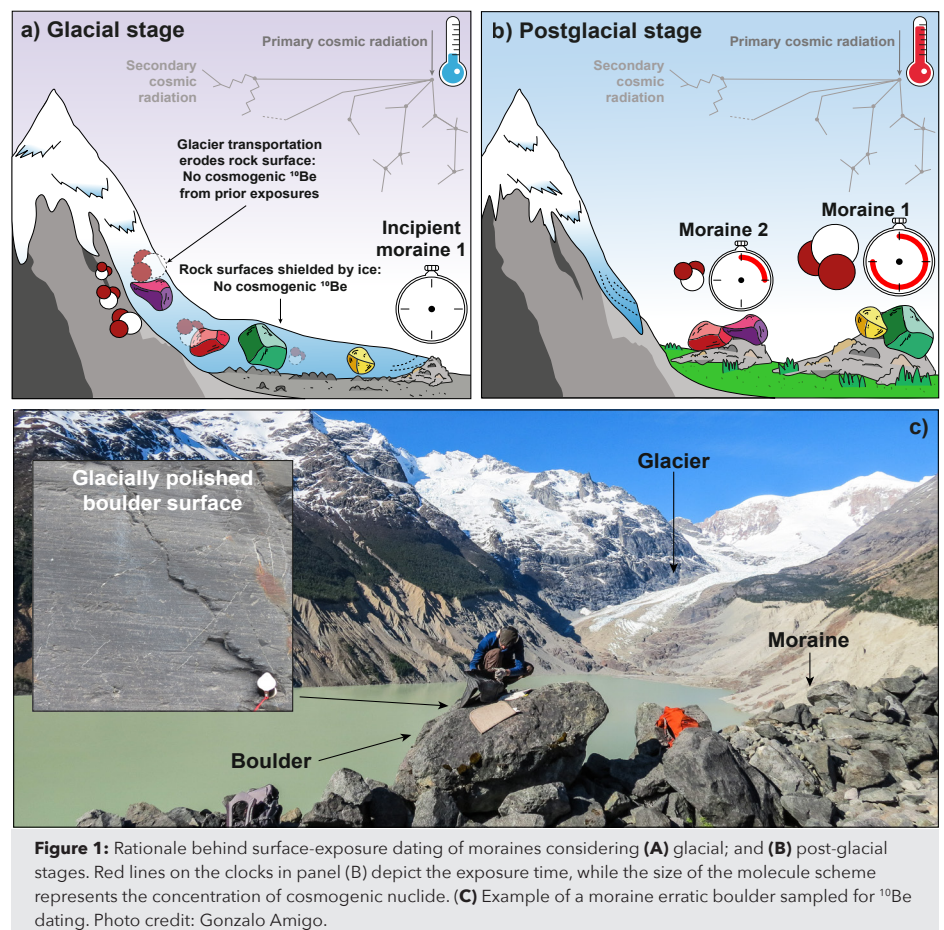 a) Glacial stage
Primary cosmic radiation
Secondary
cosmic
radiation
Glacier transportation
erodes rock surface:
No cosmogenic ¹⁰Be
from prior exposures
Incipient
moraine 1
Rock surfaces shielded by ice:
No cosmogenic ¹⁰Be
b) Postglacial stage
Primary cosmic radiation
Secondary
cosmic
radiation
Moraine 2
Moraine 1
c)
Glacially polished
boulder surface
Glacier
Moraine
Boulder
Figure 1: Rationale behind surface-exposure dating of moraines considering (A) glacial; and (B) post-glacial
stages. Red lines on the clocks in panel (B) depict the exposure time, while the size of the molecule scheme
represents the concentration of cosmogenic nuclide. (C) Example of a moraine erratic boulder sampled for ¹⁰Be
dating. Photo credit: Gonzalo Amigo.